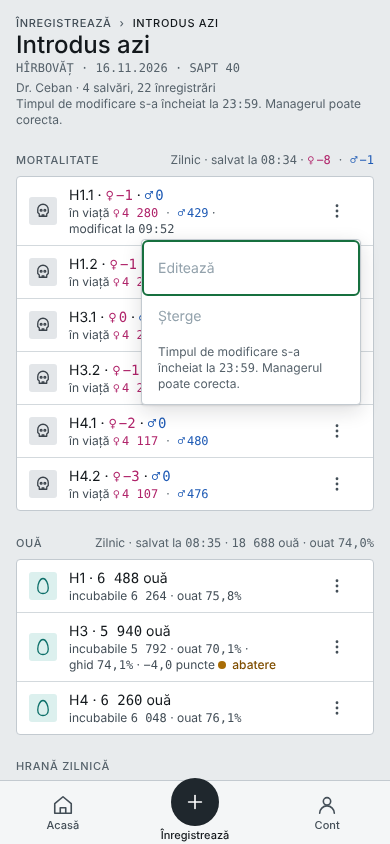 ÎNREGISTREAZĂ › INTRODUS AZI
Introdus azi
HÎRBOVĂȚ · 16.11.2026 · SAPT 40
Dr. Ceban · 4 salvări, 22 înregistrări
Timpul de modificare s-a încheiat la 23:59. Managerul poate
corecta.
MORTALITATE Zilnic · salvat la 08:34 · ♀−8 · ♂−1
H1.1 · ♀−1 · ♂0
în viață ♀4 280 · ♂429 ·
modificat la 09:52
H1.2 · ♀−1
în viață ♀4
H3.1 · ♀0 ·
în viață ♀4
H3.2 · ♀−1
în viață ♀4
Editează
Șterge
Timpul de modificare s-a
încheiat la 23:59. Managerul
poate corecta.
H4.1 · ♀−2 · ♂0
în viață ♀4 117 · ♂480
H4.2 · ♀−3 · ♂0
în viață ♀4 107 · ♂476
OUĂ Zilnic · salvat la 08:35 · 18 688 ouă · ouat 74,0%
H1 · 6 488 ouă
incubabile 6 264 · ouat 75,8%
H3 · 5 940 ouă
incubabile 5 792 · ouat 70,1% ·
ghid 74,1% · −4,0 puncte ● abatere
H4 · 6 260 ouă
incubabile 6 048 · ouat 76,1%
HRANĂ ZILNICĂ
Acasă
Înregistrează
Cont